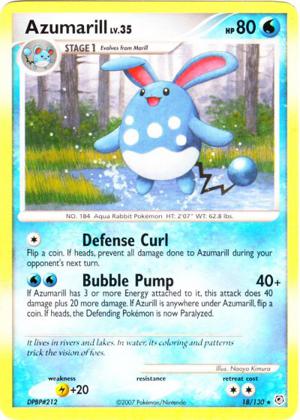 Azumarill LV.35 HP 80
STAGE 1 Evolves from Marill
NO. 184 Aqua Rabbit Pokémon HT: 2'07" WT: 62.8 lbs.
Defense Curl
Flip a coin. If heads, prevent all damage done to Azumarill during your
opponent's next turn.
Bubble Pump 40+
If Azumarill has 3 or more Energy attached to it, this attack does 40
damage plus 20 more damage. If Azurill is anywhere under Azumarill, flip a
coin. If heads, the Defending Pokémon is now Paralyzed.
It lives in rivers and lakes. In water, its coloring and patterns
trick the eyes of foes.
Illus. Naoyo Kimura
weakness resistance retreat cost
+20
DPBP#212 ©2007 Pokémon/Nintendo 18/130 ★